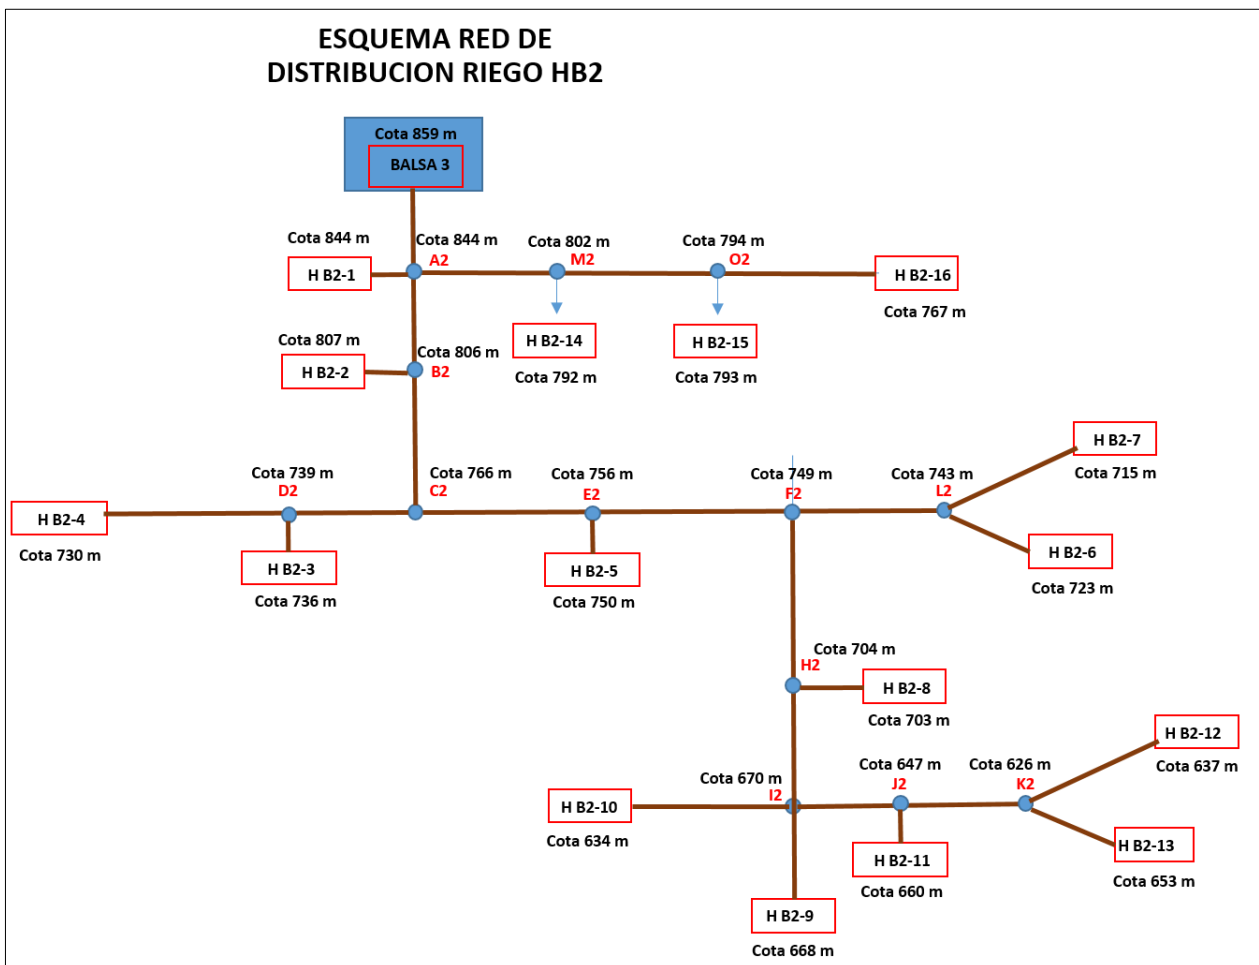 ESQUEMA RED DE
DISTRIBUCION RIEGO HB2
Cota 859 m
BALSA 3
Cota 844 m
Cota 844 m
Cota 802 m
Cota 794 m
A2
M2
O2
H B2-1
H B2-16
Cota 767 m
Cota 807 m
H B2-14
H B2-15
Cota 806 m
H B2-2
B2
Cota 792 m
Cota 793 m
H B2-7
Cota 739 m
Cota 766 m
Cota 756 m
Cota 749 m
Cota 743 m
Cota 715 m
D2
C2
E2
F2
L2
H B2-4
Cota 730 m
H B2-3
H B2-5
H B2-6
Cota 736 m
Cota 750 m
Cota 723 m
Cota 704 m
H2
H B2-8
Cota 703 m
H B2-12
Cota 670 m
Cota 647 m
Cota 626 m
Cota 637 m
I2
J2
K2
H B2-10
Cota 634 m
H B2-11
H B2-13
Cota 660 m
Cota 653 m
H B2-9
Cota 668 m